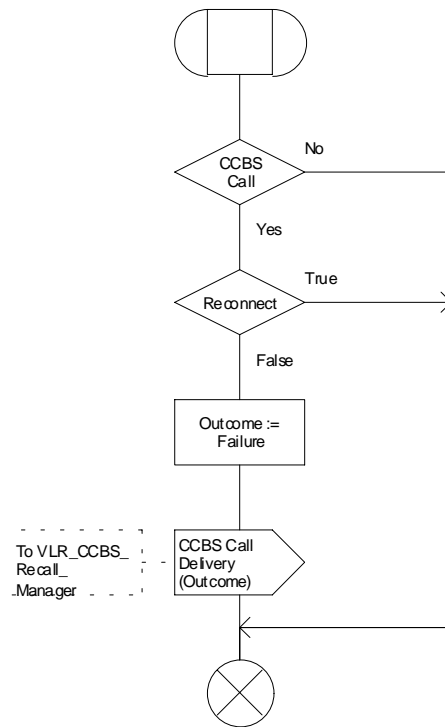 CCBS
Call
No
Yes
Reconnect
True
False
Outcome :=
Failure
To VLR_CCBS_
Recall_
Manager
CCBS Call
Delivery
(Outcome)